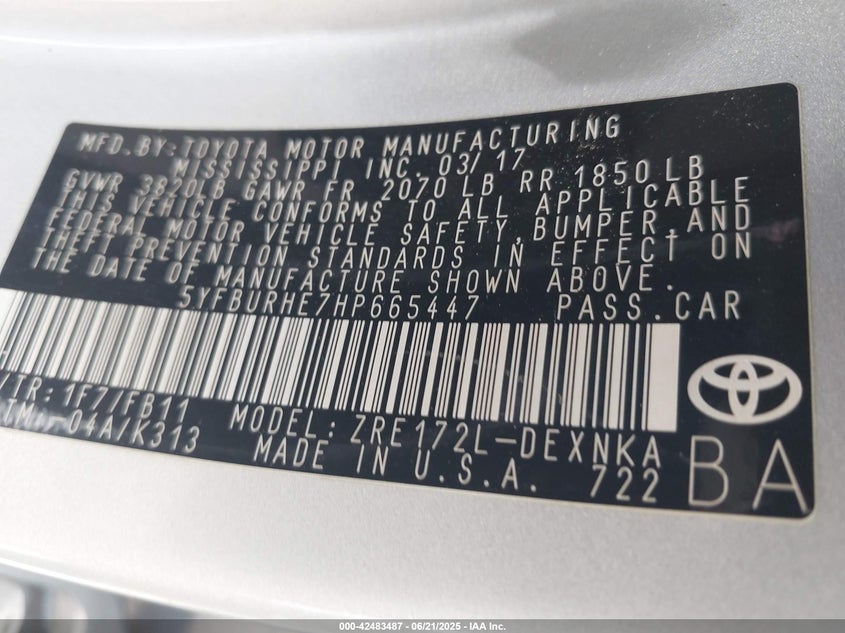 MFD.BY:TOYOTA MOTOR MANUFACTURING
MISSISSIPPI INC. 03/17
GVWR 3820LB GAWR FR 2070 LB RR 1850LB
THIS VEHICLE CONFORMS TO ALL APPLICABLE
FEDERAL MOTOR VEHICLE SAFETY,BUMPER,AND
THEFT PREVENTION STANDARDS IN EFFECT ON
THE DATE OF MANUFACTURE SHOWN ABOVE.
5YFBURHE7HP665447 PASS.CAR
/TR:1F7/FB11 MODEL:ZRE172L-DEXNKA
04A/K313 MADE IN U.S.A. 722
BA
000-42483487 - 06/21/2025 - IAA Inc.